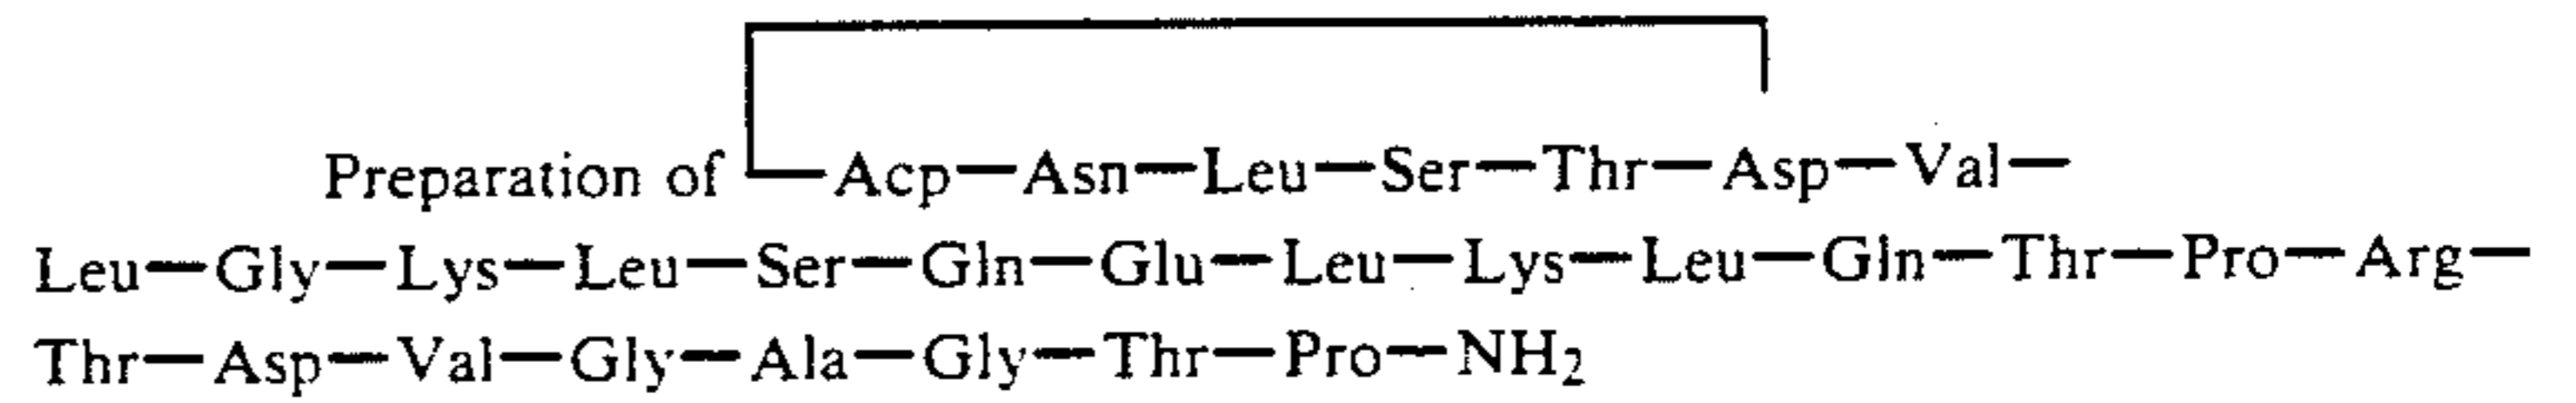 Preparation of Acp—Asn—Leu—Ser—Thr—Asp—Val—
Leu—Gly—Lys—Leu—Ser—Gln—Glu—Leu—Lys—Leu—Gln—Thr—Pro—Arg—
Thr—Asp—Val—Gly—Ala—Gly—Thr—Pro—NH₂